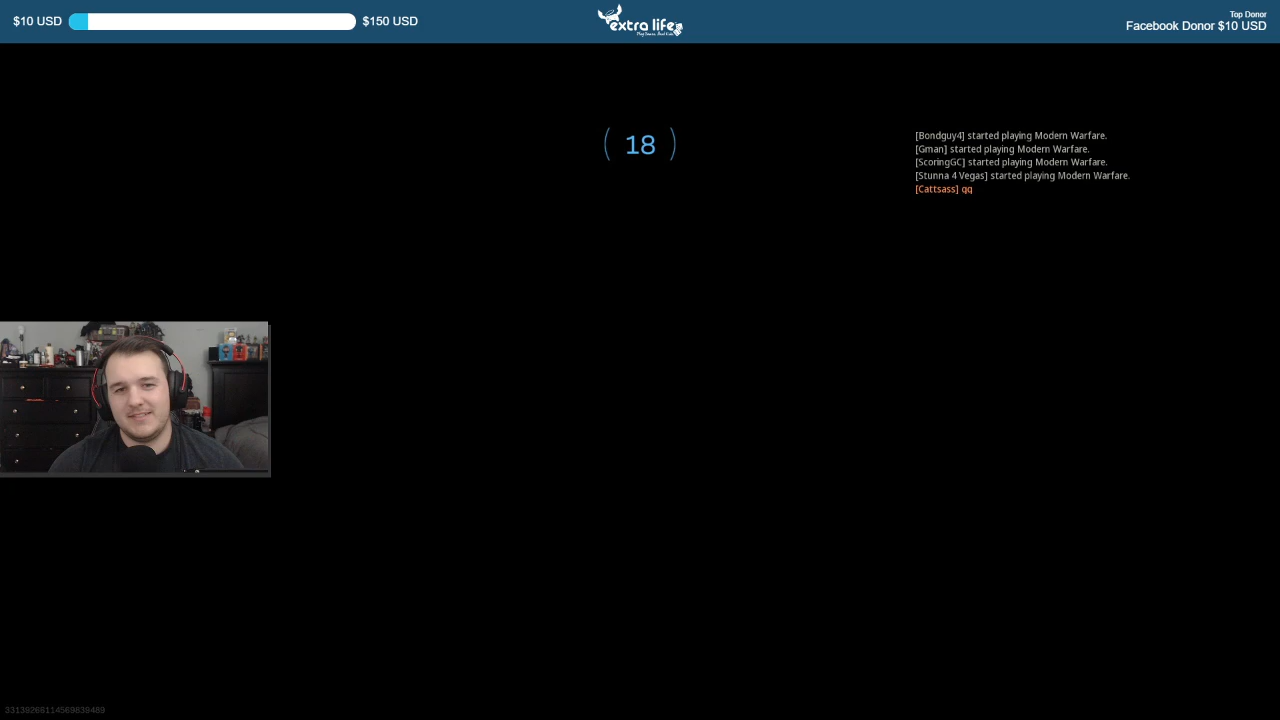 $10 USD
$150 USD
extra life
Top Donor
Facebook Donor $10 USD
( 18 )
[Bondguy4] started playing Modern Warfare.
[Gman] started playing Modern Warfare.
[ScoringGC] started playing Modern Warfare.
[Stunna 4 Vegas] started playing Modern Warfare.
[Cattsass] gg